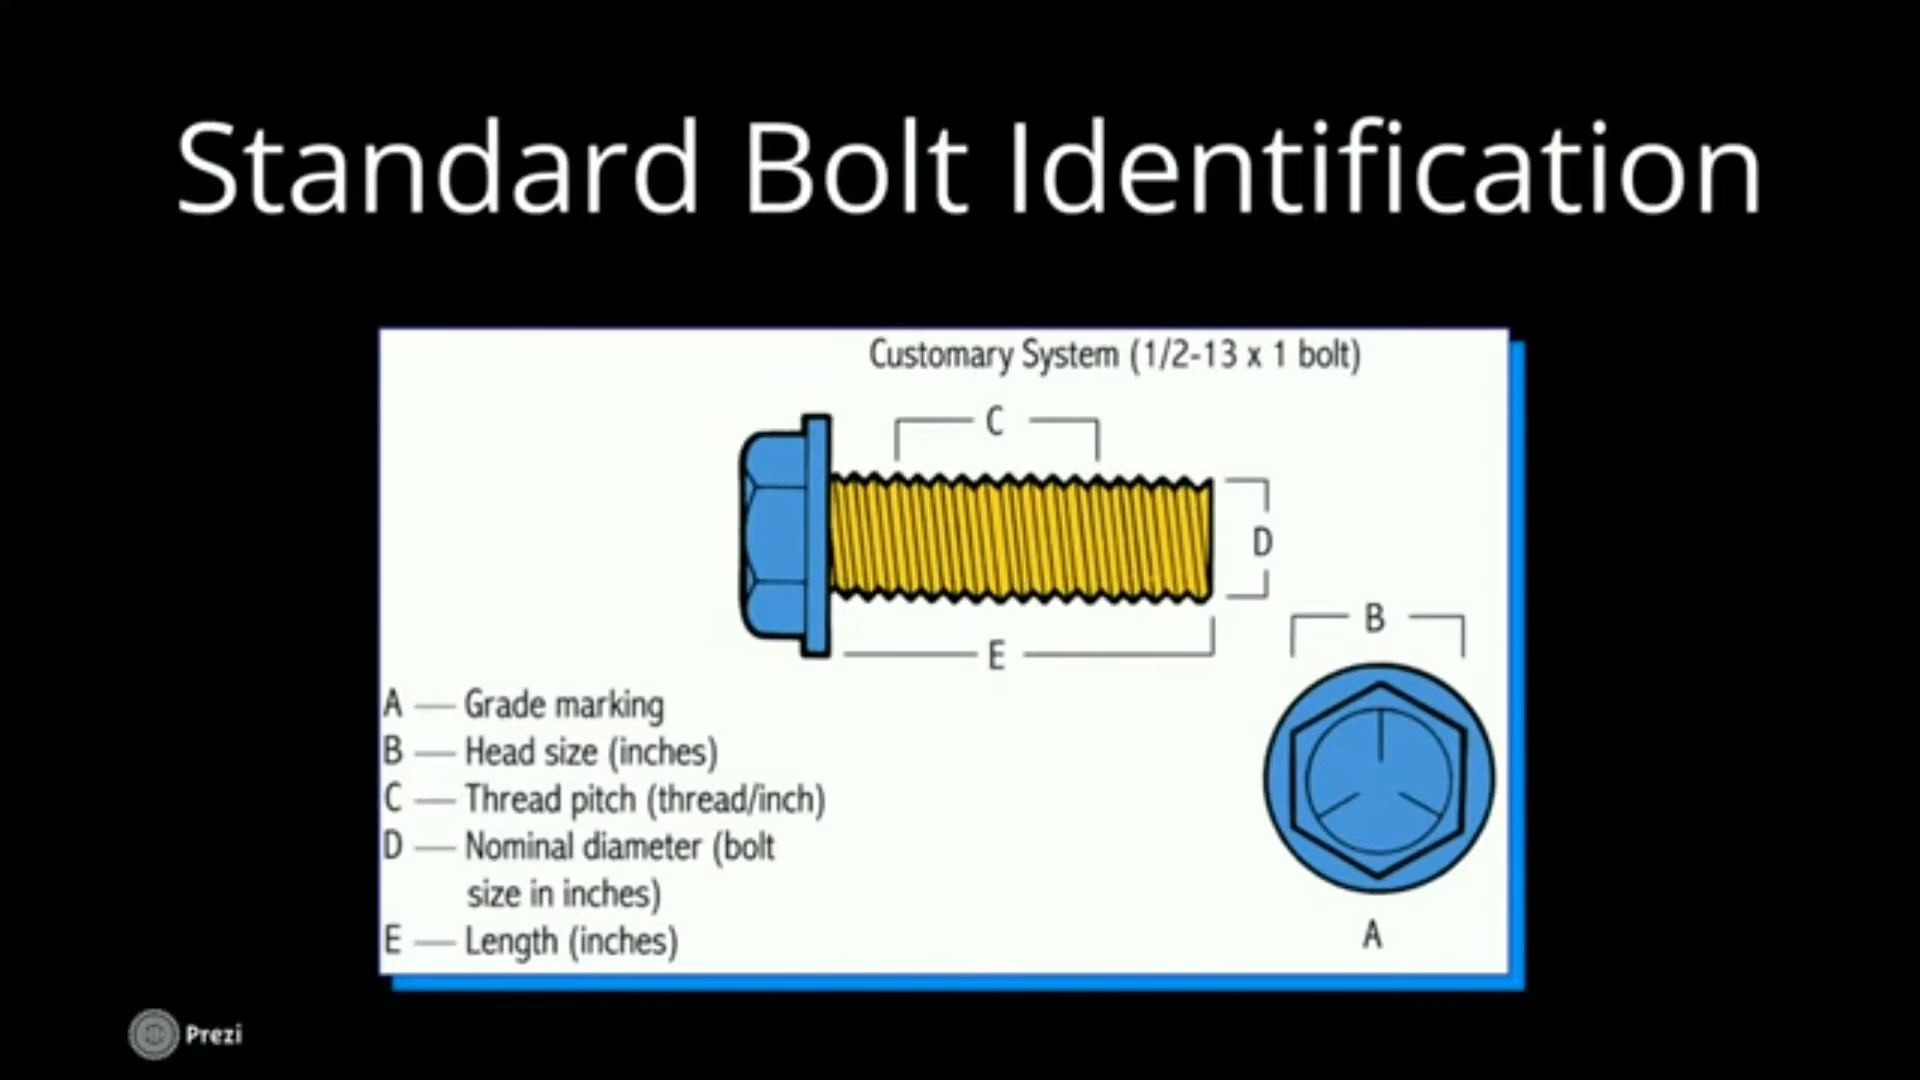 Standard Bolt Identification
Customary System (1/2-13 x 1 bolt)
C
D
B
E
A — Grade marking
B — Head size (inches)
C — Thread pitch (thread/inch)
D — Nominal diameter (bolt
size in inches)
E — Length (inches)
A
Prezi